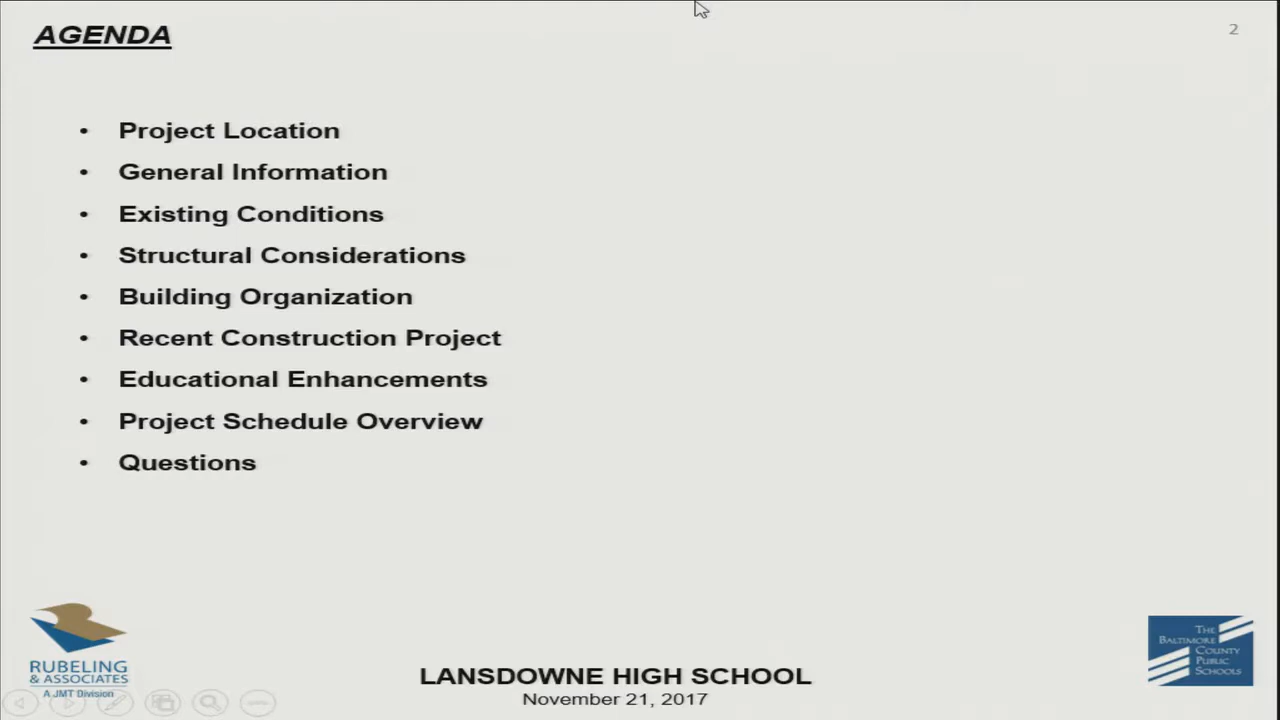 AGENDA
2
• Project Location
• General Information
• Existing Conditions
• Structural Considerations
• Building Organization
• Recent Construction Project
• Educational Enhancements
• Project Schedule Overview
• Questions
RUBELING
& ASSOCIATES
A JMT Division
LANSDOWNE HIGH SCHOOL
November 21, 2017
THE
BALTIMORE
COUNTY
PUBLIC
SCHOOLS